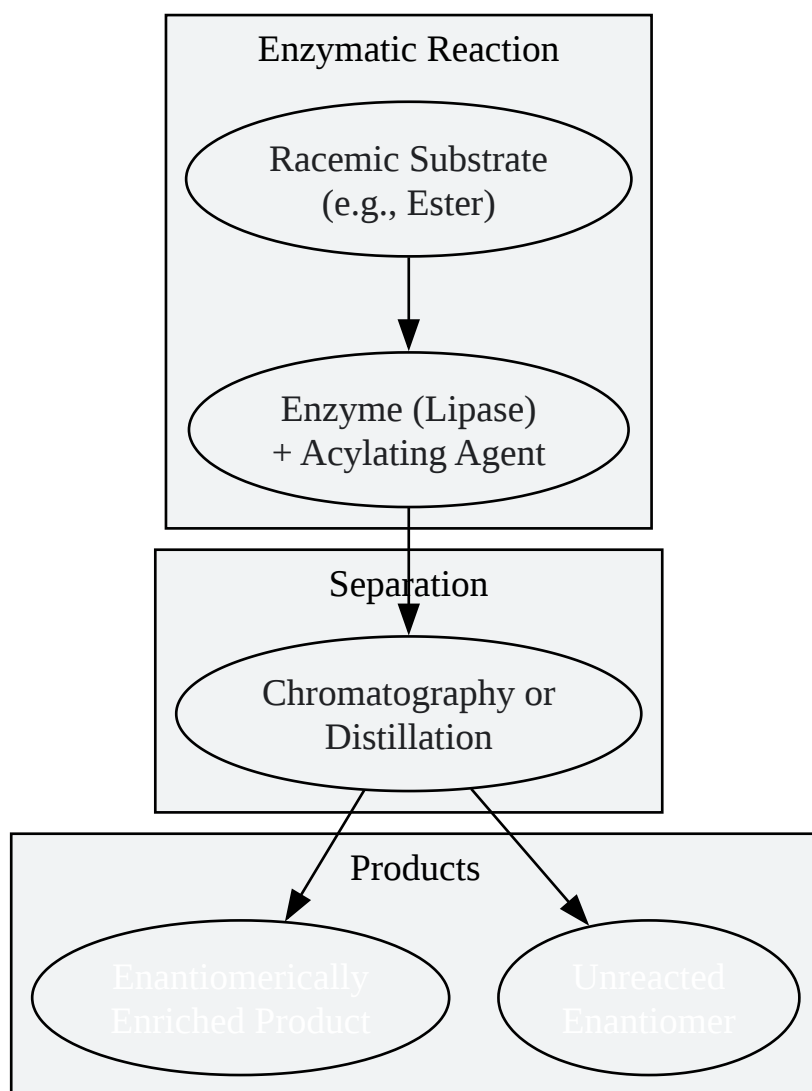 Enzymatic Reaction
Racemic Substrate
(e.g., Ester)
Enzyme (Lipase)
+ Acylating Agent
Separation
Chromatography or
Distillation
Products
Enantiomerically
Enriched Product
Unreacted
Enantiomer